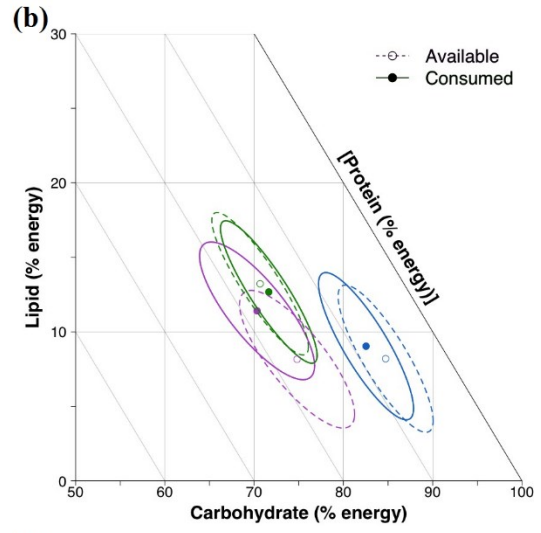 (b)
30
20
10
0
Lipid (% energy)
Available
Consumed
[Protein (% energy)]
50
60
70
80
90
100
Carbohydrate (% energy)